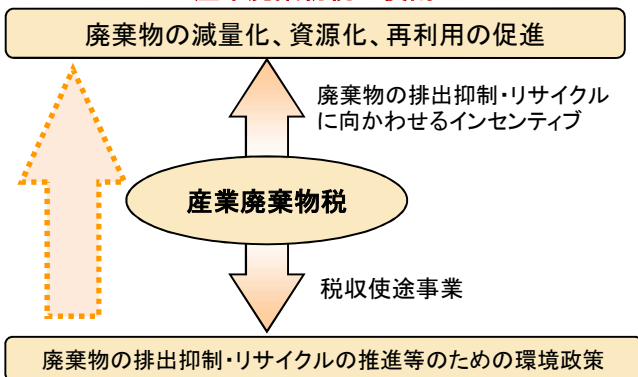 廃棄物の減量化、資源化、再利用の促進
廃棄物の排出抑制・リサイクル
に向かわせるインセンティブ
産業廃棄物税
税収使途事業
廃棄物の排出抑制・リサイクルの推進等のための環境政策